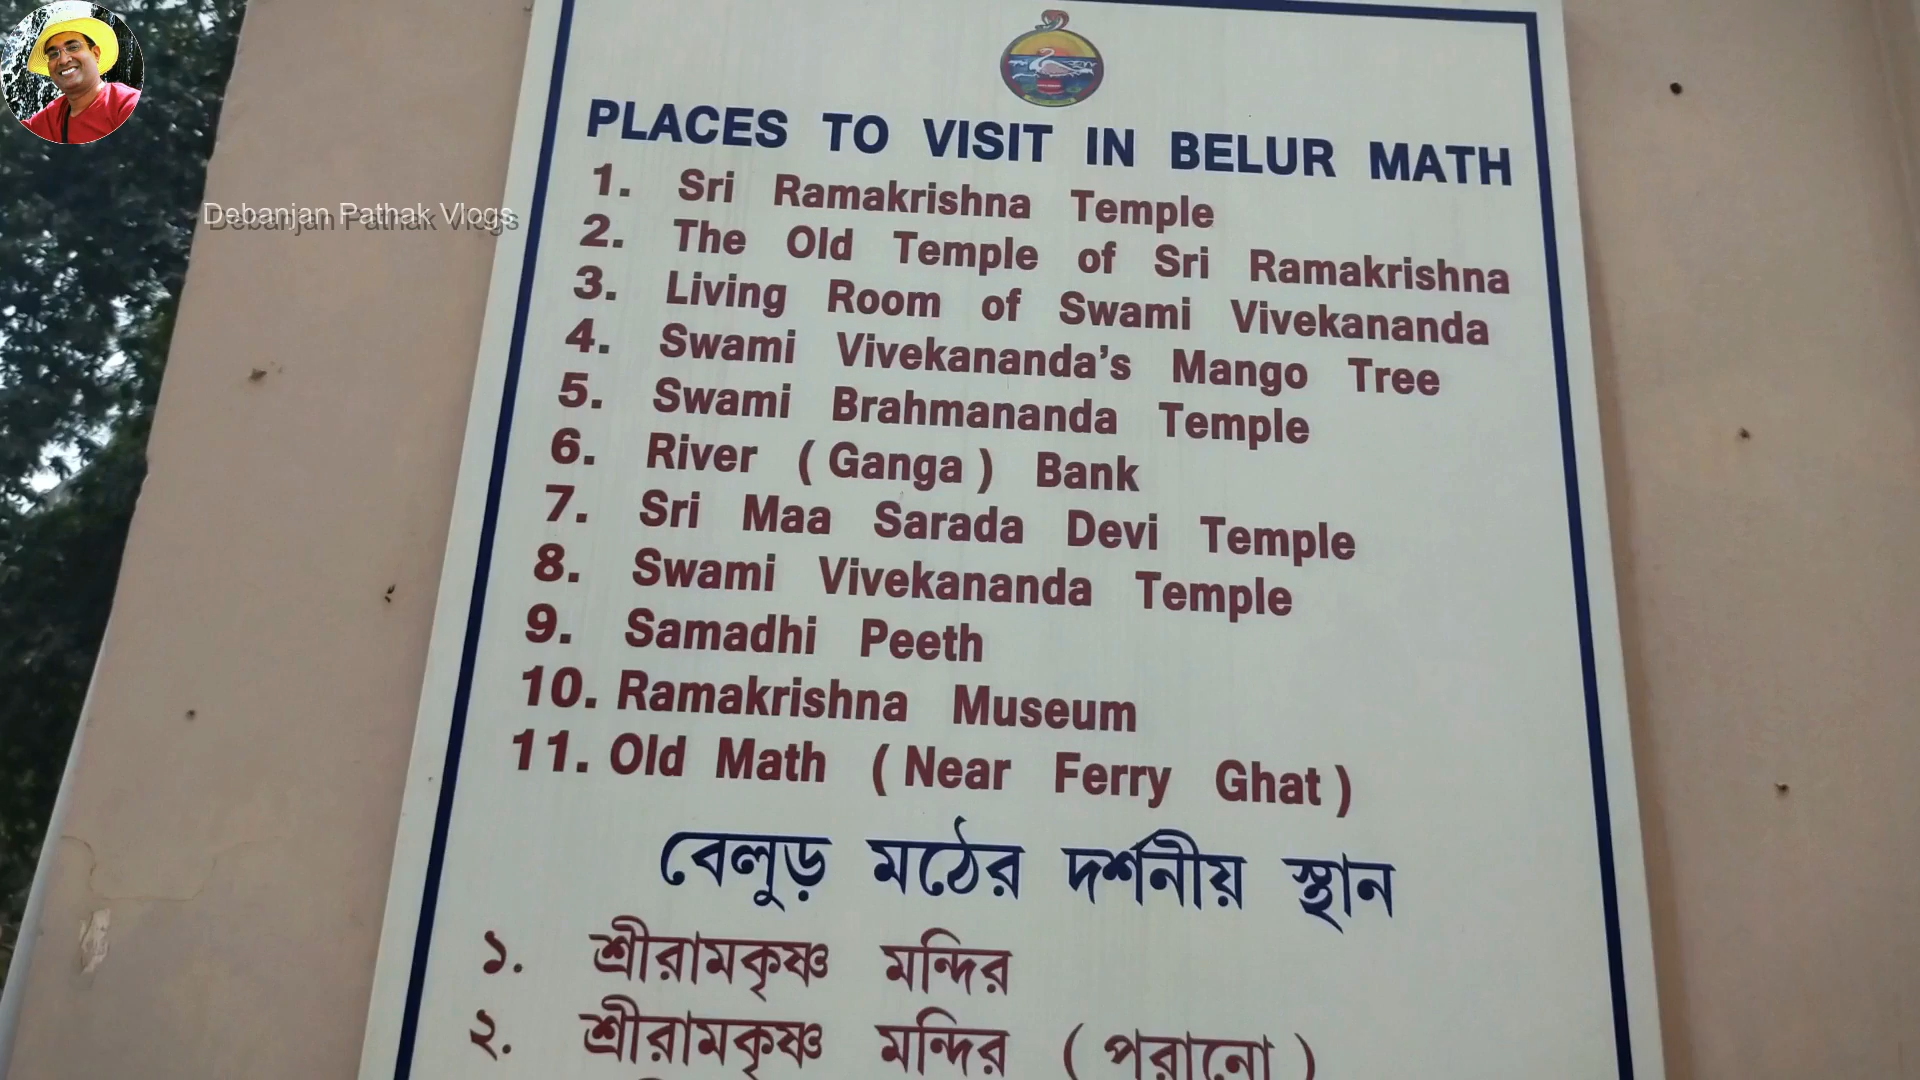 PLACES TO VISIT IN BELUR MATH
1. Sri Ramakrishna Temple
Debanjan Pathak Vlogs
2. The Old Temple of Sri Ramakrishna
3. Living Room of Swami Vivekananda
4. Swami Vivekananda's Mango Tree
5. Swami Brahmananda Temple
6. River (Ganga) Bank
7. Sri Maa Sarada Devi Temple
8. Swami Vivekananda Temple
9. Samadhi Peeth
10. Ramakrishna Museum
11. Old Math (Near Ferry Ghat)
বেলুড় মঠের দর্শনীয় স্থান
১. শ্রীরামকৃষ্ণ মন্দির
২. শ্রীরামকৃষ্ণ মন্দির (পুরানো)